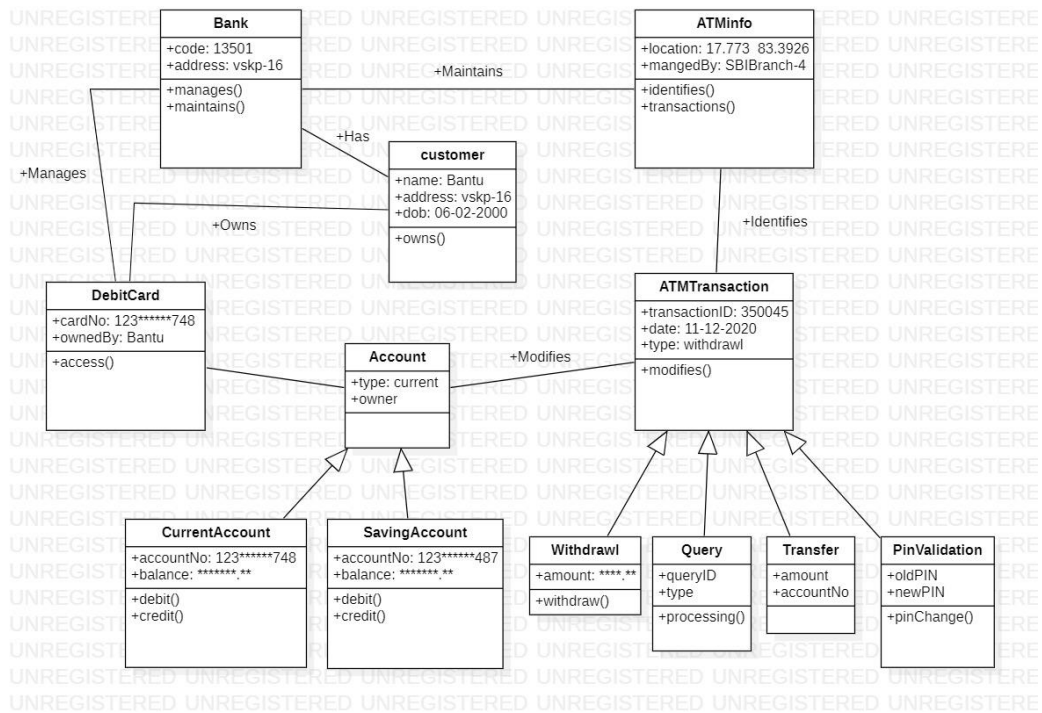 Bank
+code: 13501
+address: vskp-16
+manages()
+maintains()
+Maintains
ATMinfo
+location: 17.773 83.3926
+mangedBy: SBIBranch-4
+identifies()
+transactions()
+Has
customer
+name: Bantu
+address: vskp-16
+dob: 06-02-2000
+owns()
+Manages
+Owns
+Identifies
DebitCard
+cardNo: 123******748
+ownedBy: Bantu
+access()
Account
+type: current
+owner
+Modifies
ATMTransaction
+transactionID: 350045
+date: 11-12-2020
+type: withdrawl
+modifies()
CurrentAccount
+accountNo: 123******748
+balance: *******.**
+debit()
+credit()
SavingAccount
+accountNo: 123******487
+balance: *******.**
+debit()
+credit()
Withdrawl
+amount: ****.**
+withdraw()
Query
+queryID
+type
+processing()
Transfer
+amount
+accountNo
PinValidation
+oldPIN
+newPIN
+pinChange()
UNREGISTERED